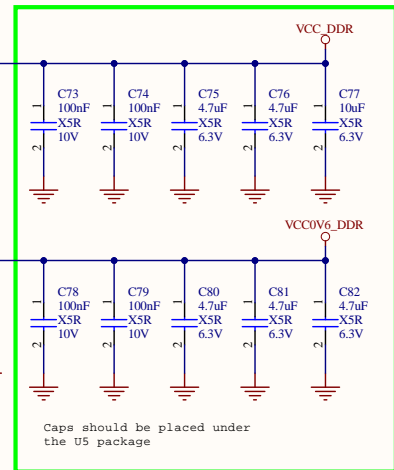 VCC_DDR
C73 C74 C75 C76 C77
1 100nF 1 100nF 1 4.7uF 1 4.7uF 1 10uF
X5R X5R X5R X5R X5R
2 10V 2 10V 2 6.3V 2 6.3V 2 6.3V
VCC0V6_DDR
C78 C79 C80 C81 C82
1 100nF 1 100nF 1 4.7uF 1 4.7uF 1 4.7uF
X5R X5R X5R X5R X5R
2 10V 2 10V 2 6.3V 2 6.3V 2 6.3V
Caps should be placed under
the U5 package